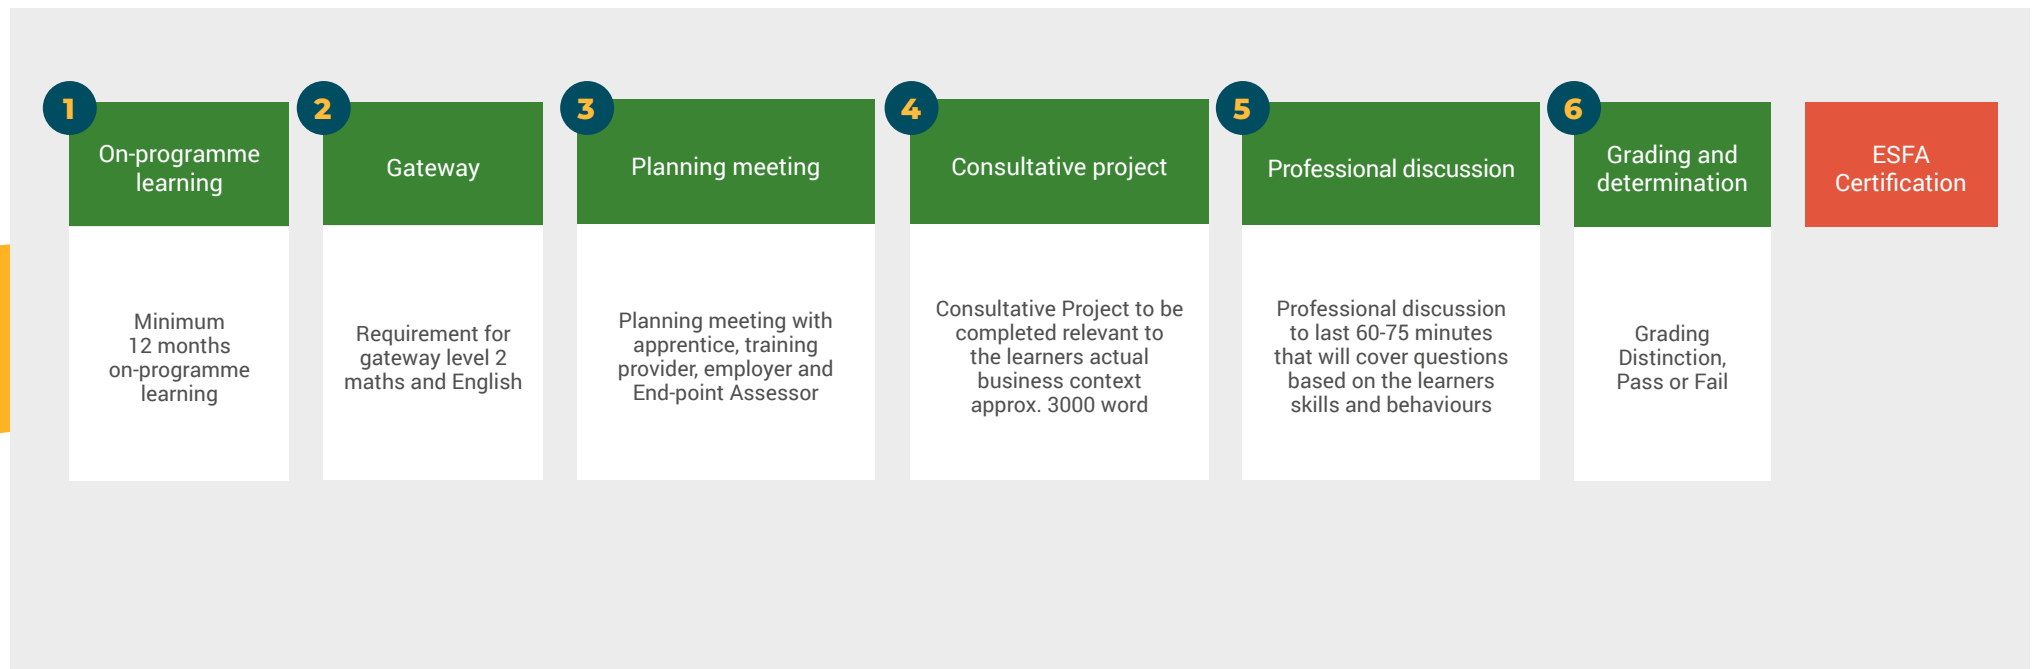 1
On-programme
learning
Minimum
12 months
on-programme
learning
2
Gateway
Requirement for
gateway level 2
maths and English
3
Planning meeting
Planning meeting with
apprentice, training
provider, employer and
End-point Assessor
4
Consultative project
Consultative Project to be
completed relevant to
the learners actual
business context
approx. 3000 word
5
Professional discussion
Professional discussion
to last 60-75 minutes
that will cover questions
based on the learners
skills and behaviours
6
Grading and
determination
Grading
Distinction,
Pass or Fail
ESFA
Certification